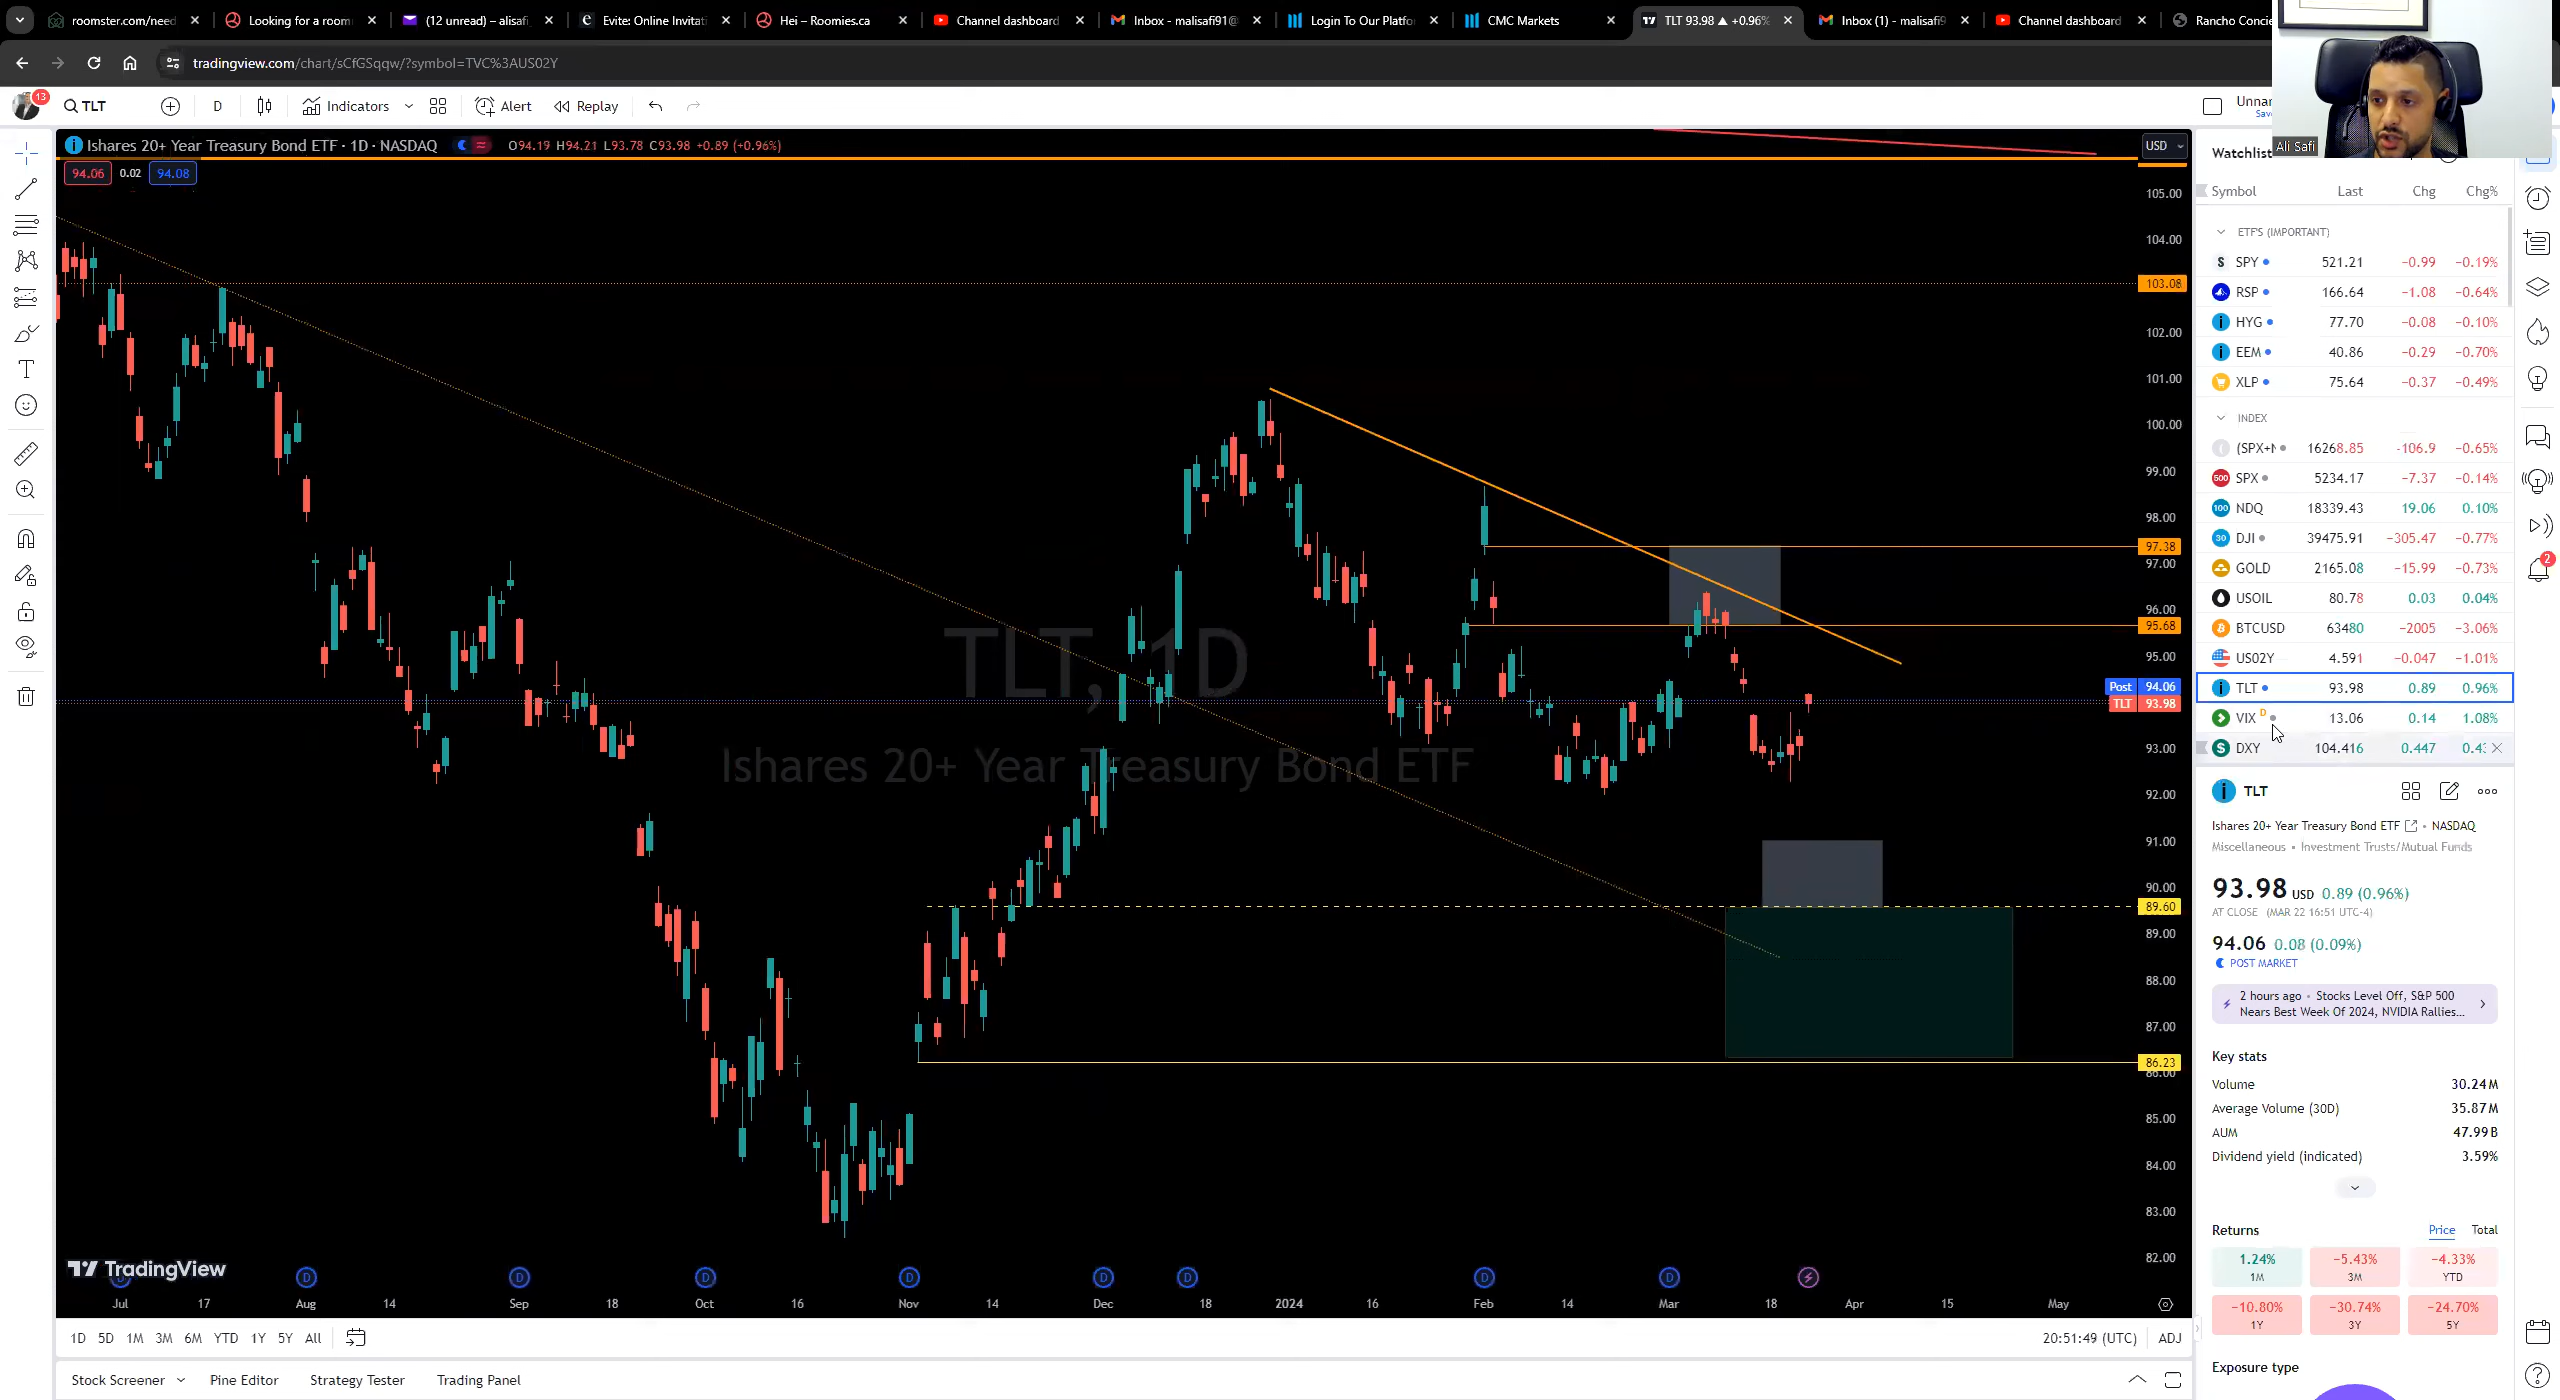 roomster.com/need
Looking for a room
(12 unread) – alisafi
Evite: Online Invitati
Hei – Roomies.ca
Channel dashboard
Inbox - malisafi91@
Login To Our Platfo
CMC Markets
TLT 93.98 ▲ +0.96%
Inbox (1) - malisafi9
Channel dashboard
Rancho Concie
tradingview.com/chart/sCfGSqqw/?symbol=TVC%3AUS02Y
13
TLT
D
Indicators
Alert
Replay
Unnar
Save
Ali Safi
Ishares 20+ Year Treasury Bond ETF · 1D · NASDAQ
O94.19 H94.21 L93.78 C93.98 +0.89 (+0.96%)
USD
94.06 0.02 94.08
105.00
104.00
103.08
102.00
101.00
100.00
99.00
98.00
97.38
97.00
96.00
95.68
95.00
Post 94.06
TLT 93.98
93.00
92.00
91.00
90.00
89.60
89.00
88.00
87.00
86.23
86.00
85.00
84.00
83.00
82.00
TLT, 1D
Ishares 20+ Year Treasury Bond ETF
TradingView
D D D D D D D D D
Jul 17 Aug 14 Sep 18 Oct 16 Nov 14 Dec 18 2024 16 Feb 14 Mar 18 Apr 15 May
1D 5D 1M 3M 6M YTD 1Y 5Y All
20:51:49 (UTC) ADJ
Stock Screener Pine Editor Strategy Tester Trading Panel
Watchlist
Symbol Last Chg Chg%
ETF'S (IMPORTANT)
SPY 521.21 −0.99 −0.19%
RSP 166.64 −1.08 −0.64%
HYG 77.70 −0.08 −0.10%
EEM 40.86 −0.29 −0.70%
XLP 75.64 −0.37 −0.49%
INDEX
(SPX+N 16268.85 -106.9 −0.65%
SPX 5234.17 −7.37 −0.14%
NDQ 18339.43 19.06 0.10%
DJI 39475.91 −305.47 −0.77%
GOLD 2165.08 −15.99 −0.73%
USOIL 80.78 0.03 0.04%
BTCUSD 63480 −2005 −3.06%
US02Y 4.591 −0.047 −1.01%
TLT 93.98 0.89 0.96%
VIX D 13.06 0.14 1.08%
DXY 104.416 0.447 0.43
2
TLT
Ishares 20+ Year Treasury Bond ETF • NASDAQ
Miscellaneous • Investment Trusts/Mutual Funds
93.98 USD 0.89 (0.96%)
AT CLOSE (MAR 22 16:51 UTC-4)
94.06 0.08 (0.09%)
POST MARKET
2 hours ago • Stocks Level Off, S&P 500
Nears Best Week Of 2024, NVIDIA Rallies...
Key stats
Volume 30.24M
Average Volume (30D) 35.87M
AUM 47.99B
Dividend yield (indicated) 3.59%
Returns Price Total
1.24% −5.43% −4.33%
1M 3M YTD
−10.80% −30.74% −24.70%
1Y 3Y 5Y
Exposure type